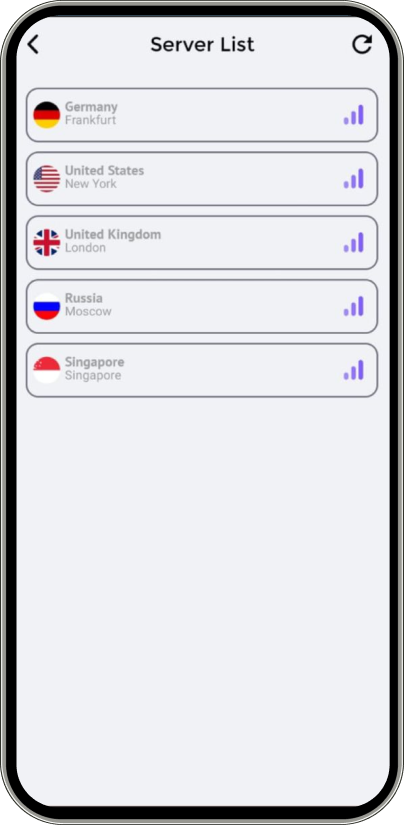 Server List
Germany
Frankfurt
United States
New York
United Kingdom
London
Russia
Moscow
Singapore
Singapore